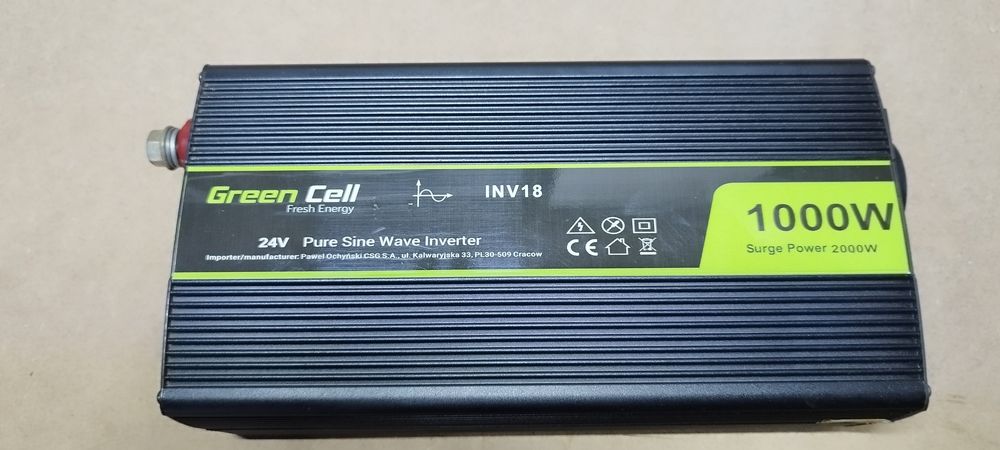 Green Cell
Fresh Energy
INV18
24V Pure Sine Wave Inverter
Importer/manufacturer: Paweł Ochyński CSG S.A., ul. Kalwaryjska 33, PL30-509 Cracow
CE
1000W
Surge Power 2000W